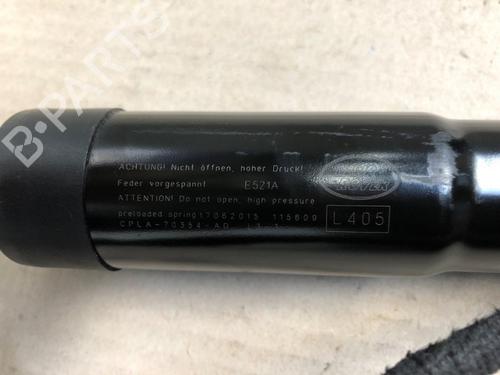 B-PARTS
ACHTUNG! Nicht öffnen, hoher Druck!
Feder vorgespannt E521A
ATTENTION! Do not open, high pressure
preloaded spring 17062015 115809
CPLA-70354-AD
L405